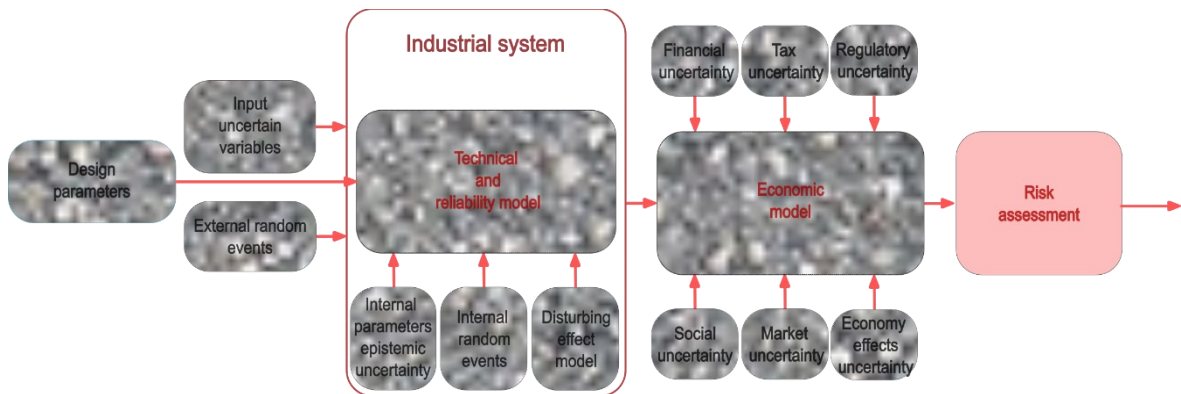 Industrial system
Financial
uncertainty
Tax
uncertainty
Regulatory
uncertainty
Input
uncertain
variables
Design
parameters
External random
events
Technical
and
reliability model
Economic
model
Risk
assessment
Internal
parameters
epistemic
uncertainty
Internal
random
events
Disturbing
effect
model
Social
uncertainty
Market
uncertainty
Economy
effects
uncertainty